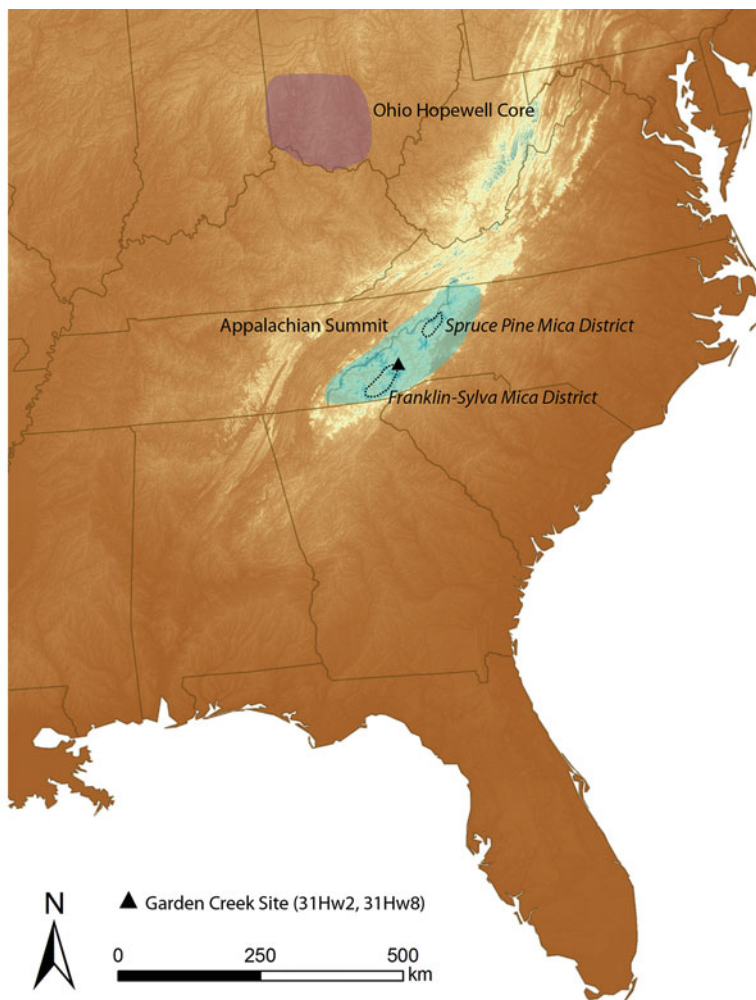 Ohio Hopewell Core
Appalachian Summit
Spruce Pine Mica District
Franklin-Sylva Mica District
N
Garden Creek Site (31Hw2, 31Hw8)
0 250 500
km